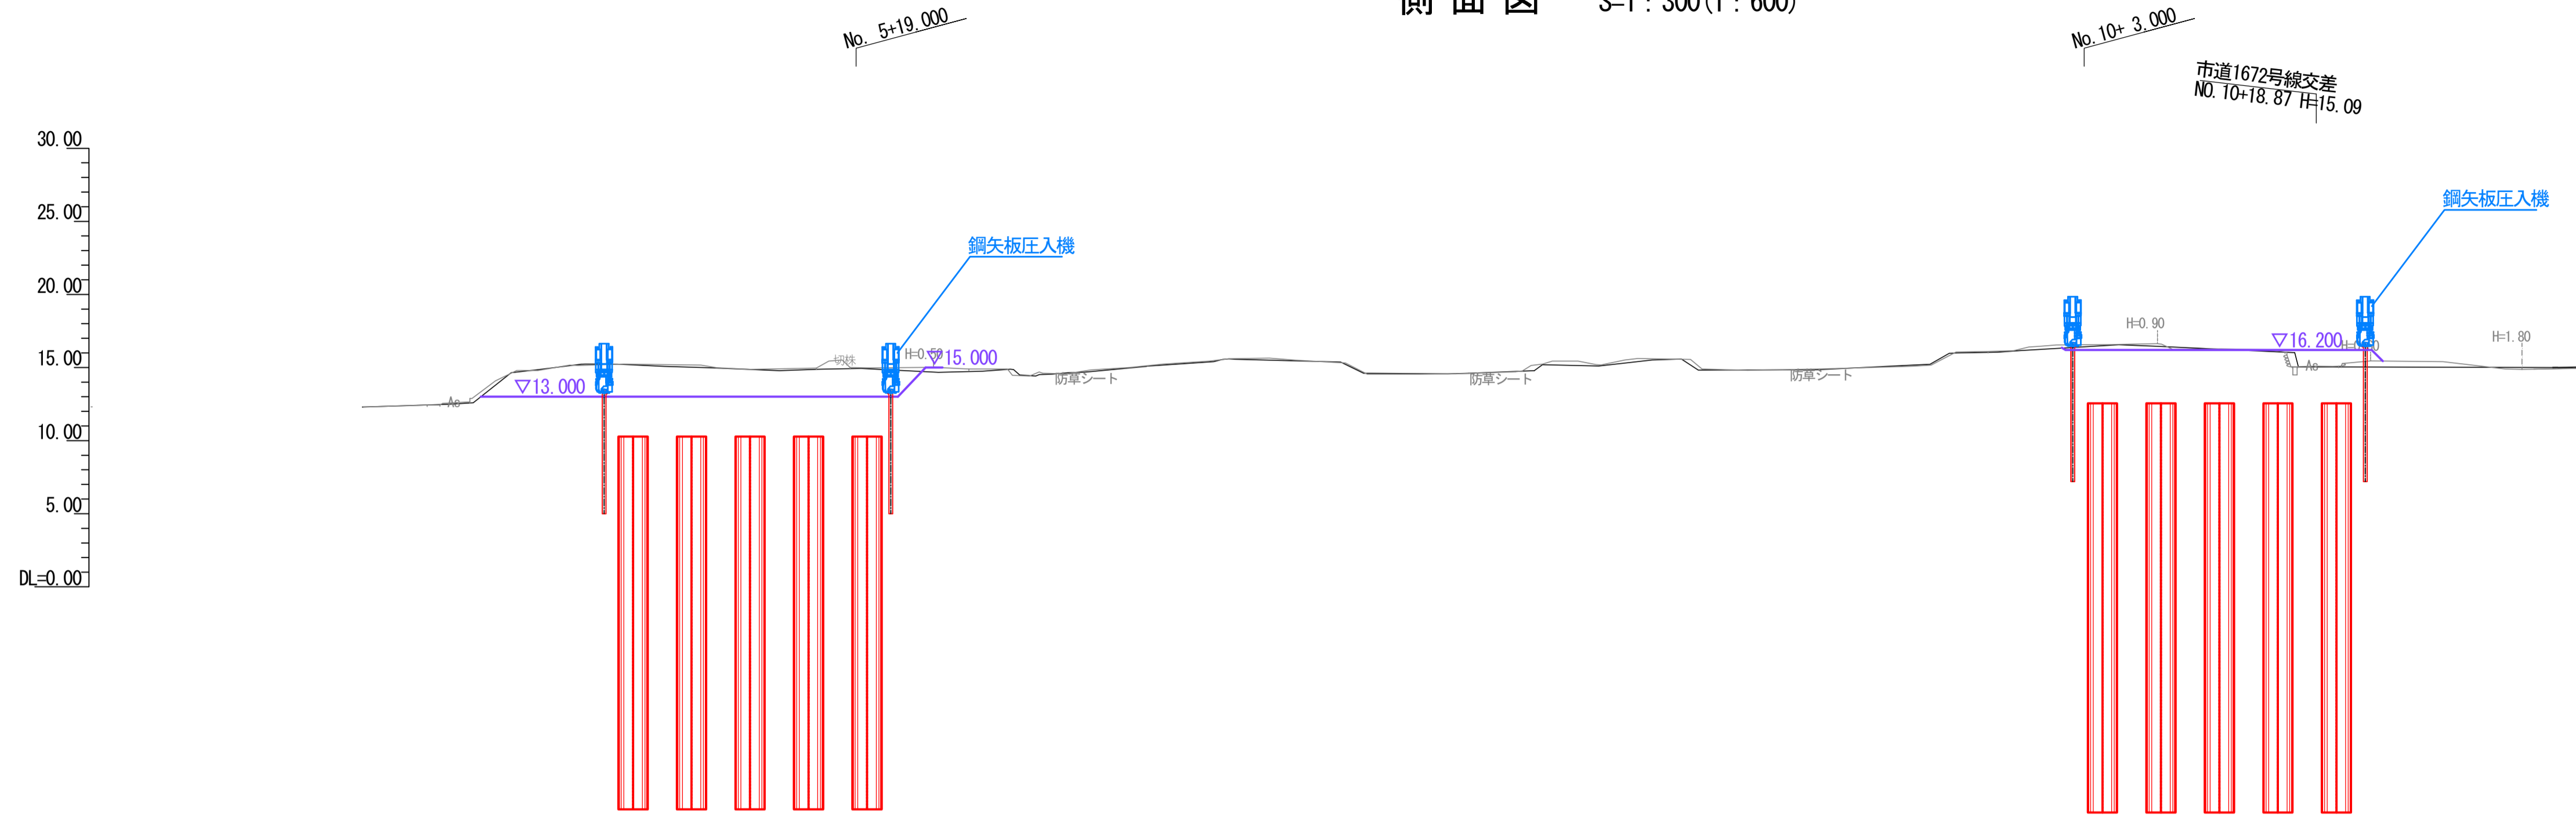 側面図 S=1:300(1:600)
No. 5+19.000
No.10+ 3.000
市道1672号線交差
NO.10+18.87 H=15.09
30.00
25.00
20.00
15.00
10.00
5.00
DL=0.00
鋼矢板圧入機
鋼矢板圧入機
切株
H=0.50
▽15.000
▽13.000
As
防草シート
防草シート
防草シート
H=0.90
▽16.200
As
H=1.80